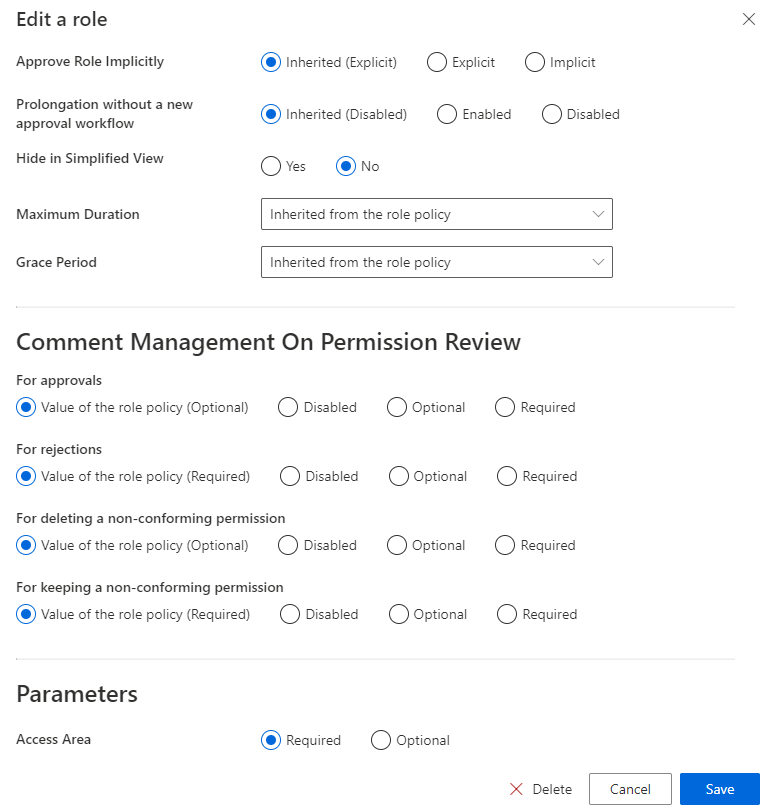 Edit a role
Approve Role Implicitly
Inherited (Explicit) Explicit Implicit
Prolongation without a new
approval workflow
Inherited (Disabled) Enabled Disabled
Hide in Simplified View
Yes No
Maximum Duration
Inherited from the role policy
Grace Period
Inherited from the role policy
Comment Management On Permission Review
For approvals
Value of the role policy (Optional) Disabled Optional Required
For rejections
Value of the role policy (Required) Disabled Optional Required
For deleting a non-conforming permission
Value of the role policy (Optional) Disabled Optional Required
For keeping a non-conforming permission
Value of the role policy (Required) Disabled Optional Required
Parameters
Access Area
Required Optional
Delete Cancel Save